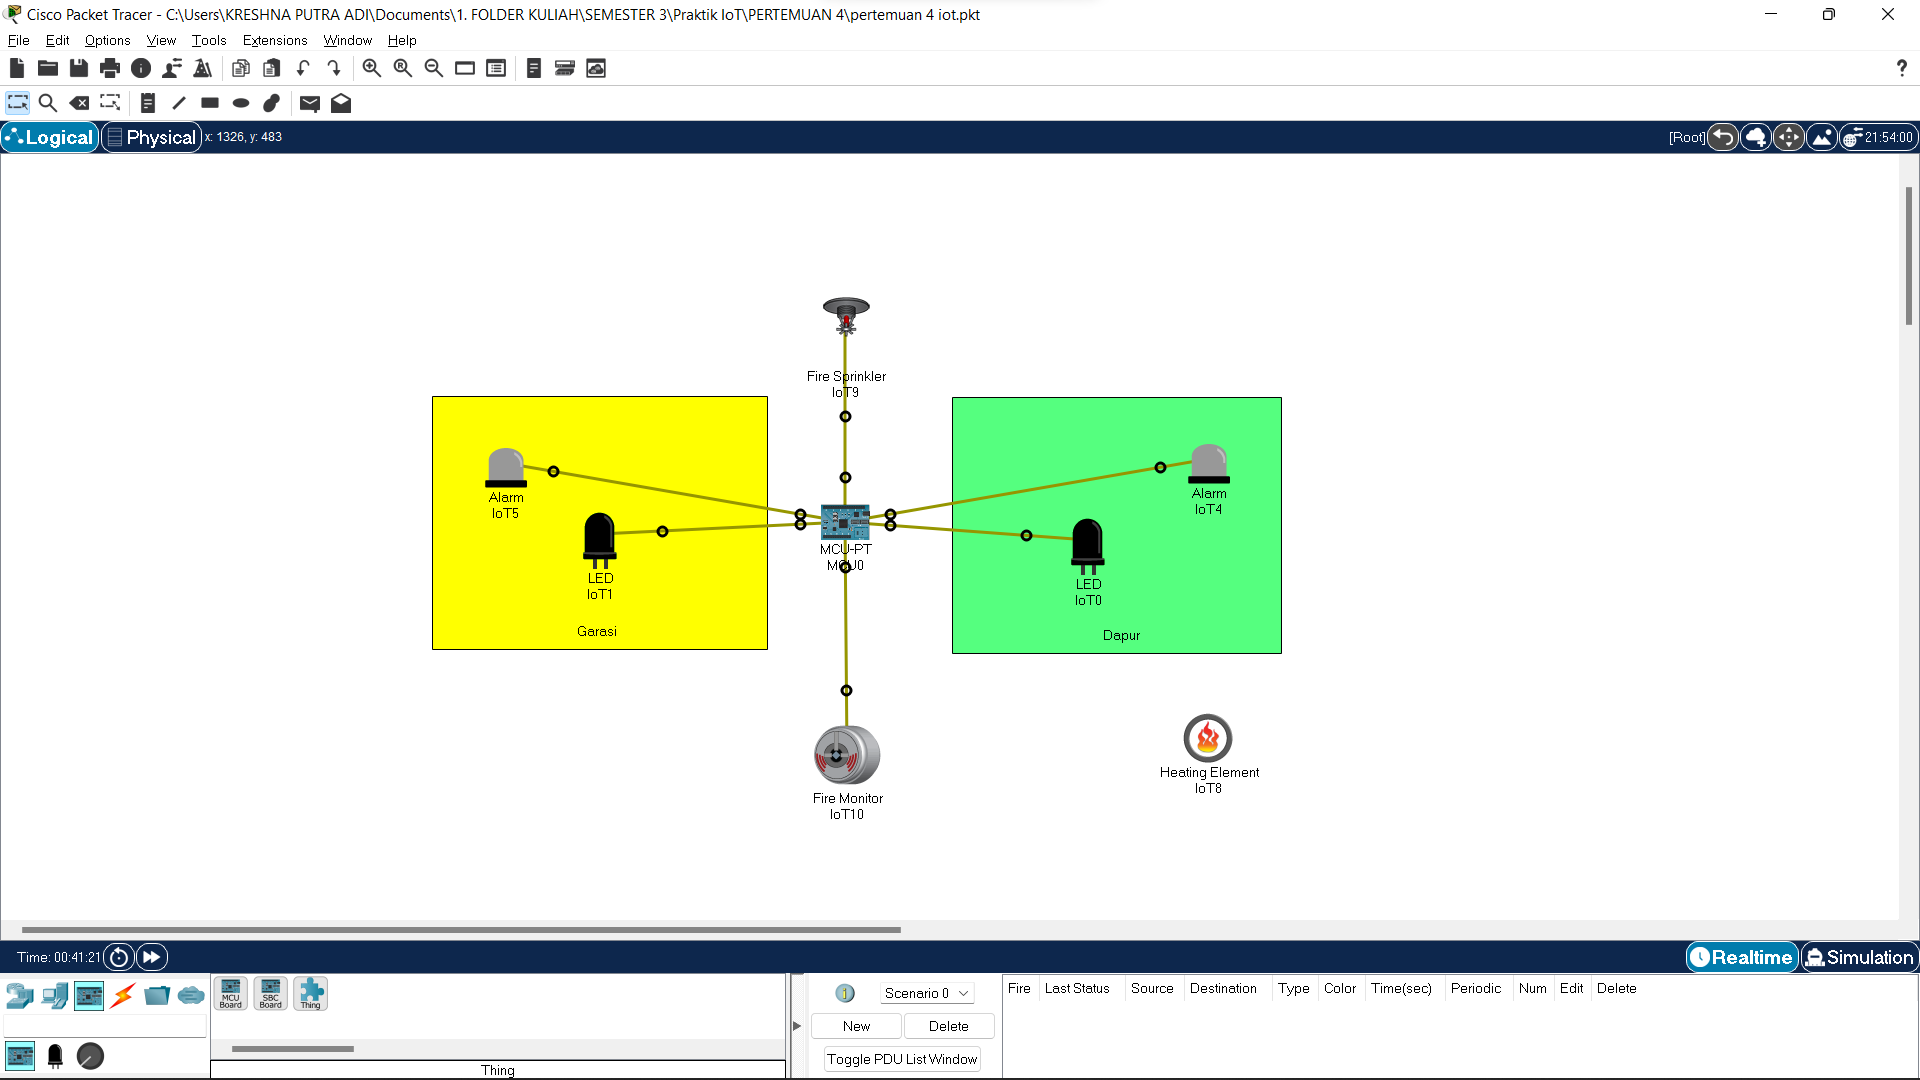 Cisco Packet Tracer - C:\Users\KRESHNA PUTRA ADI\Documents\1. FOLDER KULIAH\SEMESTER 3\Praktik IoT\PERTEMUAN 4\pertemuan 4 iot.pkt
File Edit Options View Tools Extensions Window Help
?
Logical Physical x: 1326, y: 483 [Root] 21:54:00
Fire Sprinkler
IoT9
Alarm
IoT5
Alarm
IoT4
MCU-PT
MCU0
LED
IoT1
LED
IoT0
Garasi
Dapur
Heating Element
IoT8
Fire Monitor
IoT10
Time: 00:41:21 Realtime Simulation
MCU Board
SBC Board
Thing
Scenario 0
Fire Last Status Source Destination Type Color Time(sec) Periodic Num Edit Delete
New Delete
Toggle PDU List Window
Thing